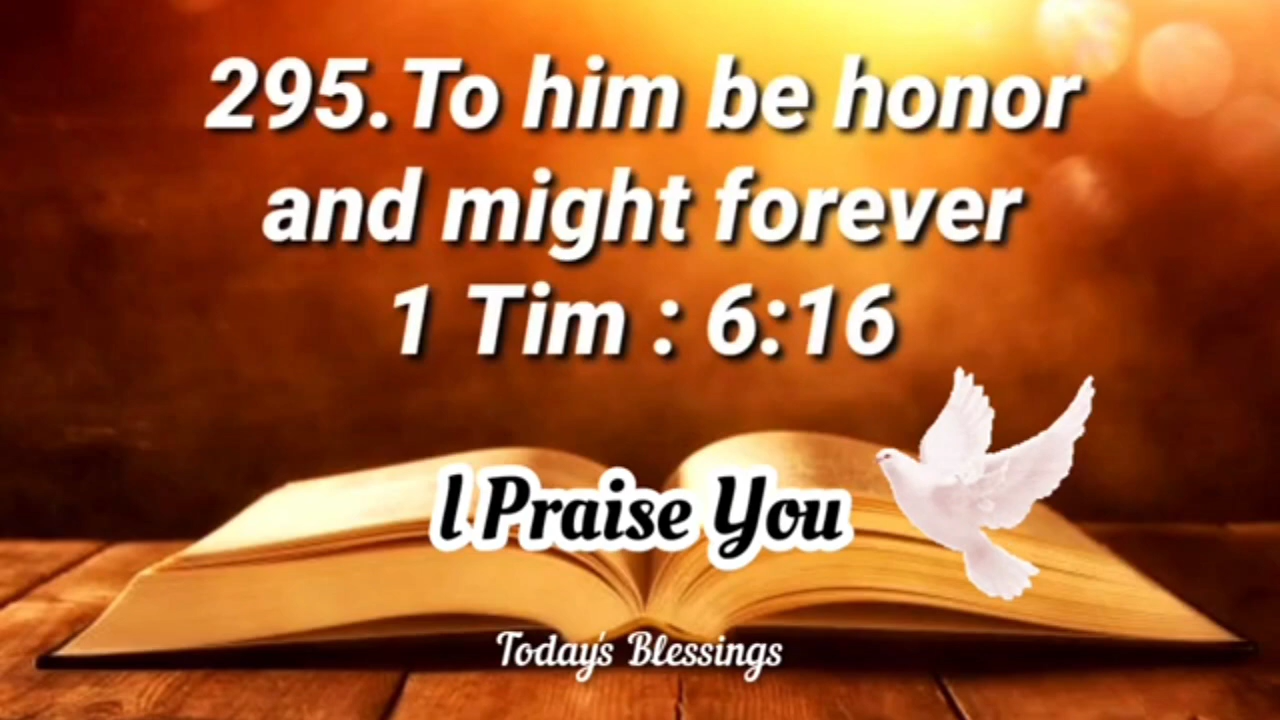 295.To him be honor
and might forever
1 Tim : 6:16
I Praise You
Today's Blessings